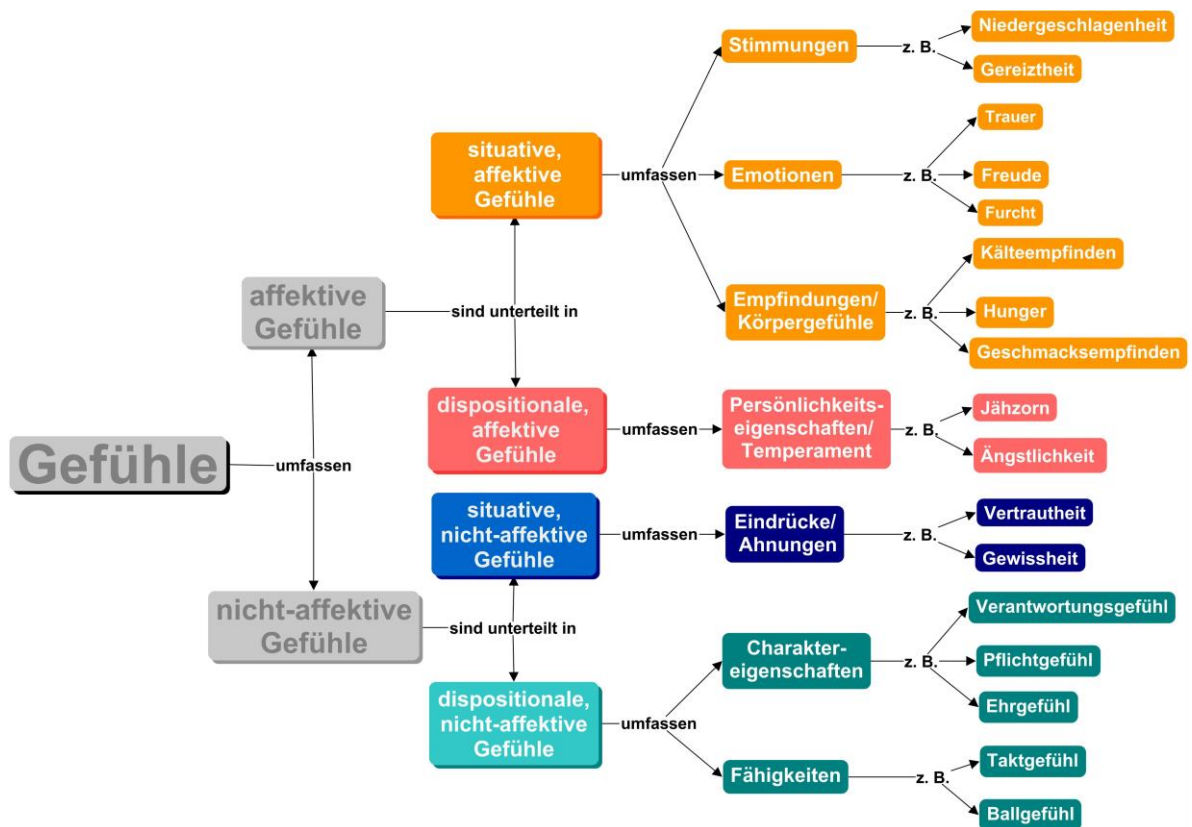 Gefühle
umfassen
affektive
Gefühle
sind unterteilt in
situative,
affektive
Gefühle
umfassen
Stimmungen
z. B.
Niedergeschlagenheit
Gereiztheit
Emotionen
z. B.
Trauer
Freude
Furcht
Empfindungen/
Körpergefühle
z. B.
Kälteempfinden
Hunger
Geschmacksempfinden
dispositionale,
affektive
Gefühle
umfassen
Persönlichkeits-
eigenschaften/
Temperament
z. B.
Jähzorn
Ängstlichkeit
nicht-affektive
Gefühle
sind unterteilt in
situative,
nicht-affektive
Gefühle
umfassen
Eindrücke/
Ahnungen
z. B.
Vertrautheit
Gewissheit
dispositionale,
nicht-affektive
Gefühle
umfassen
Charakter-
eigenschaften
z. B.
Verantwortungsgefühl
Pflichtgefühl
Ehrgefühl
Fähigkeiten
z. B.
Taktgefühl
Ballgefühl